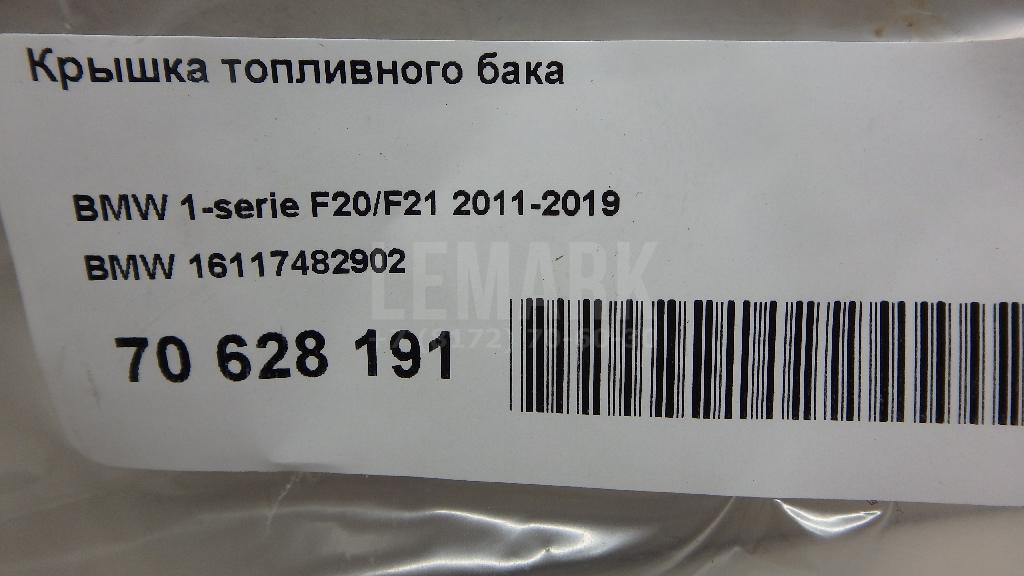 Крышка топливного бака
BMW 1-serie F20/F21 2011-2019
BMW 16117482902
LEMARK
70 628 191